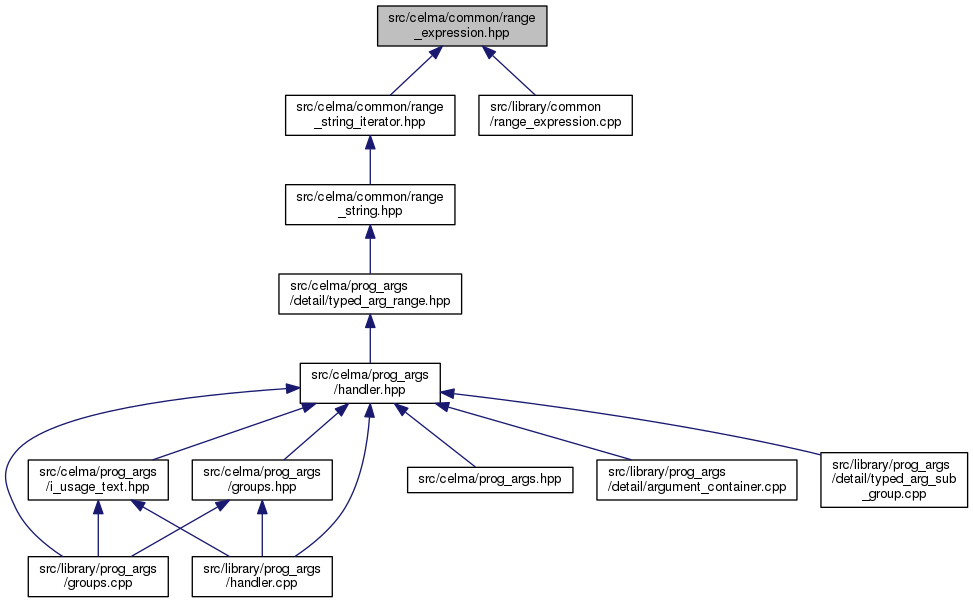 src/celma/common/range
_expression.hpp
src/celma/common/range
_string_iterator.hpp
src/library/common
/range_expression.cpp
src/celma/common/range
_string.hpp
src/celma/prog_args
/detail/typed_arg_range.hpp
src/celma/prog_args
/handler.hpp
src/celma/prog_args
/i_usage_text.hpp
src/celma/prog_args
/groups.hpp
src/celma/prog_args.hpp
src/library/prog_args
/detail/argument_container.cpp
src/library/prog_args
/detail/typed_arg_sub
_group.cpp
src/library/prog_args
/groups.cpp
src/library/prog_args
/handler.cpp